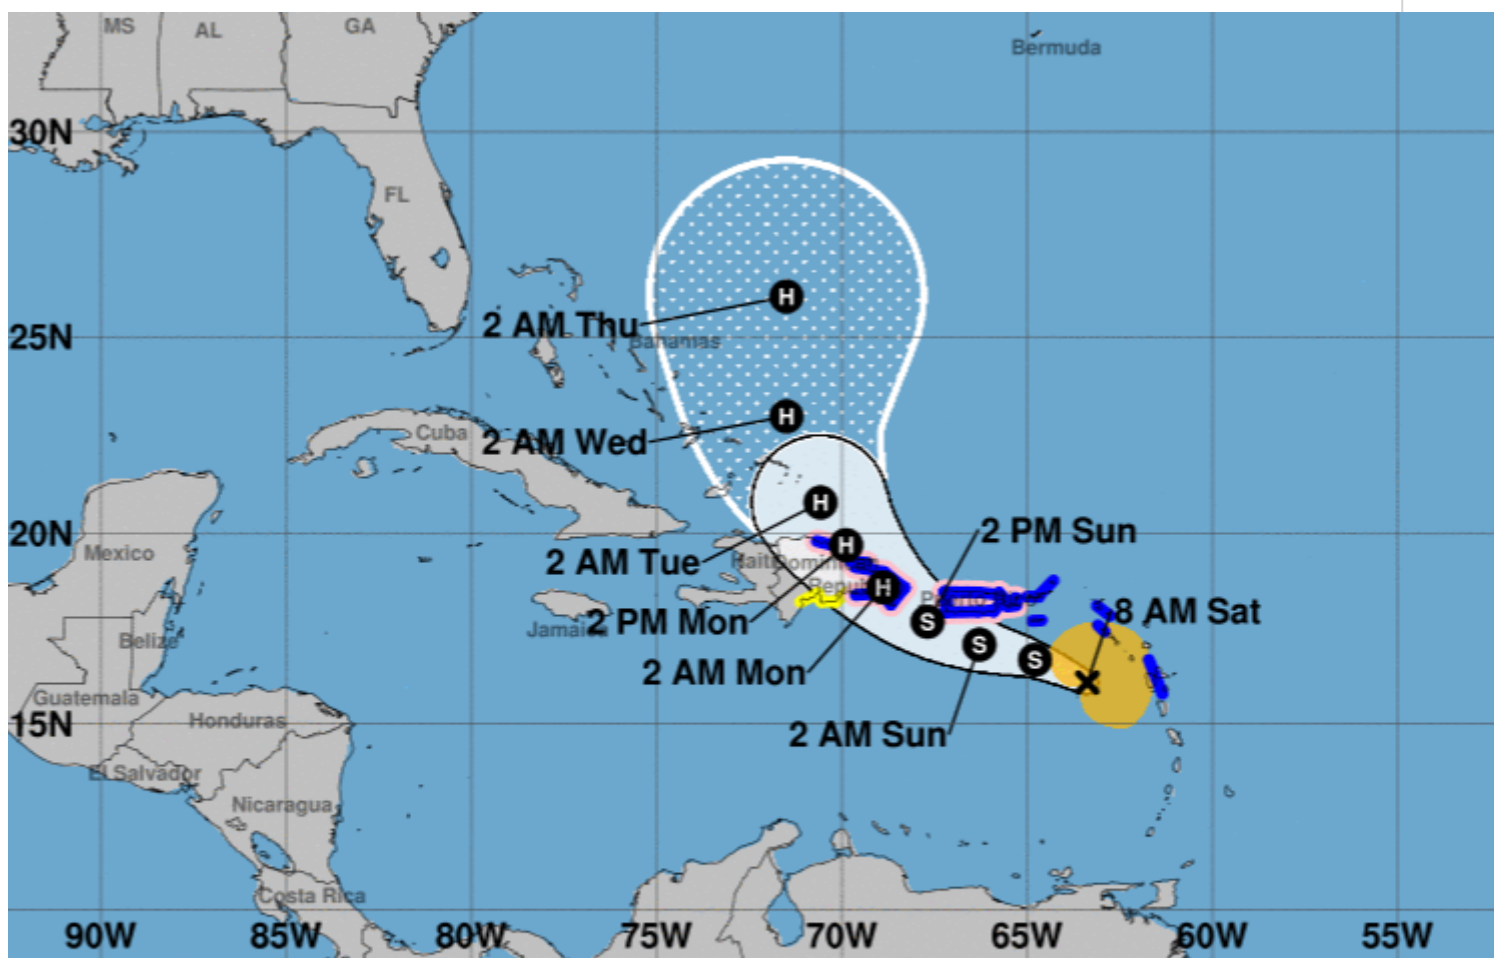 MS
AL
GA
Bermuda
30N
FL
2 AM Thu
Bahamas
25N
Cuba
2 AM Wed
20N
2 PM Sun
Mexico
2 AM Tue
Haiti
H
H
H
H
H
S
S
S
8 AM Sat
Jamaica
2 PM Mon
Belize
2 AM Mon
Guatemala
Honduras
15N
2 AM Sun
El Salvador
Nicaragua
Costa Rica
90W
85W
80W
75W
70W
65W
60W
55W